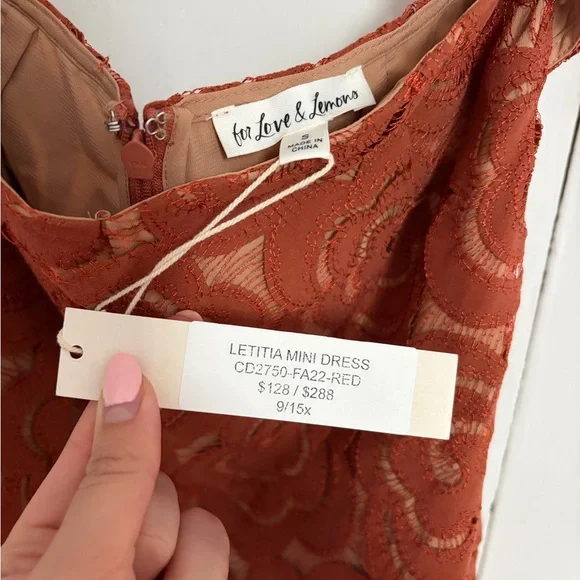 for Love & Lemons
S
MADE IN
CHINA
LETITIA MINI DRESS
CD2750-FA22-RED
$128 / $288
9/15x